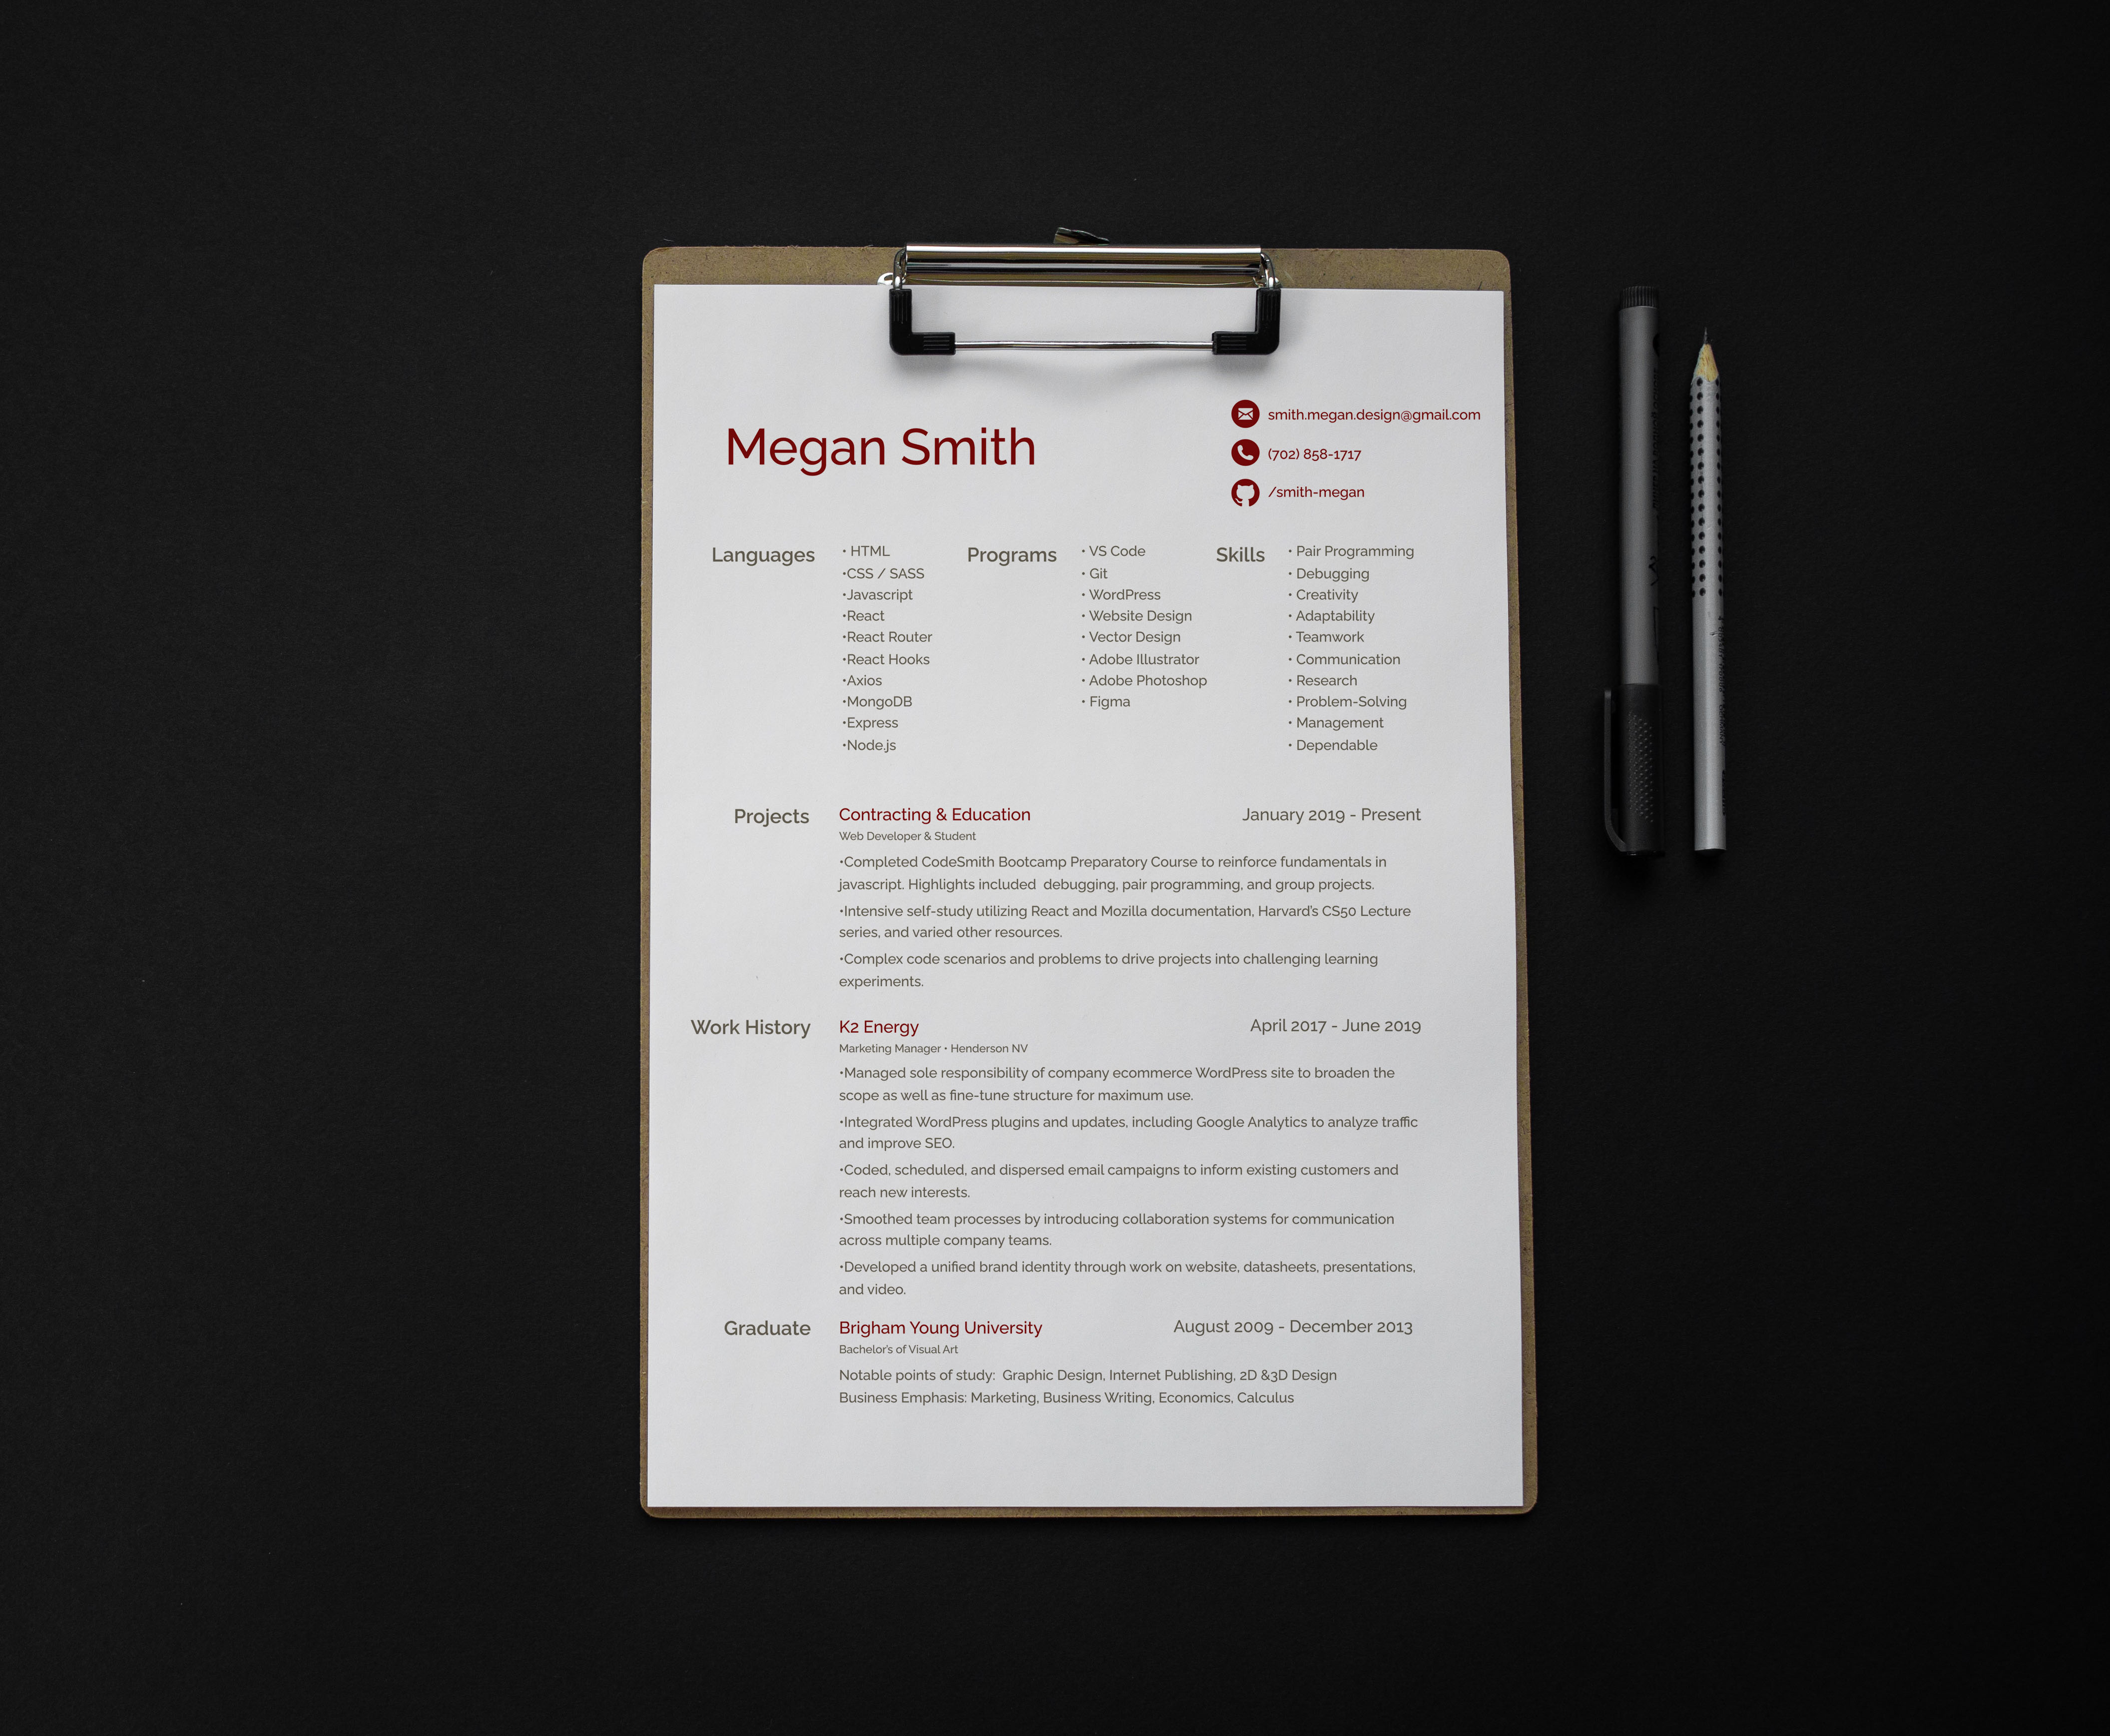 Megan Smith
smith.megan.design@gmail.com
(702) 858-1717
/smith-megan
Languages
• HTML
•CSS / SASS
•Javascript
•React
•React Router
•React Hooks
•Axios
•MongoDB
•Express
•Node.js
Programs
• VS Code
• Git
• WordPress
• Website Design
• Vector Design
• Adobe Illustrator
• Adobe Photoshop
• Figma
Skills
• Pair Programming
• Debugging
• Creativity
• Adaptability
• Teamwork
• Communication
• Research
• Problem-Solving
• Management
• Dependable
Projects
Contracting & Education
January 2019 - Present
Web Developer & Student
•Completed CodeSmith Bootcamp Preparatory Course to reinforce fundamentals in
javascript. Highlights included  debugging, pair programming, and group projects.
•Intensive self-study utilizing React and Mozilla documentation, Harvard's CS50 Lecture
series, and varied other resources.
•Complex code scenarios and problems to drive projects into challenging learning
experiments.
Work History
K2 Energy
April 2017 - June 2019
Marketing Manager • Henderson NV
•Managed sole responsibility of company ecommerce WordPress site to broaden the
scope as well as fine-tune structure for maximum use.
•Integrated WordPress plugins and updates, including Google Analytics to analyze traffic
and improve SEO.
•Coded, scheduled, and dispersed email campaigns to inform existing customers and
reach new interests.
•Smoothed team processes by introducing collaboration systems for communication
across multiple company teams.
•Developed a unified brand identity through work on website, datasheets, presentations,
and video.
Graduate
Brigham Young University
August 2009 - December 2013
Bachelor's of Visual Art
Notable points of study:  Graphic Design, Internet Publishing, 2D &3D Design
Business Emphasis: Marketing, Business Writing, Economics, Calculus